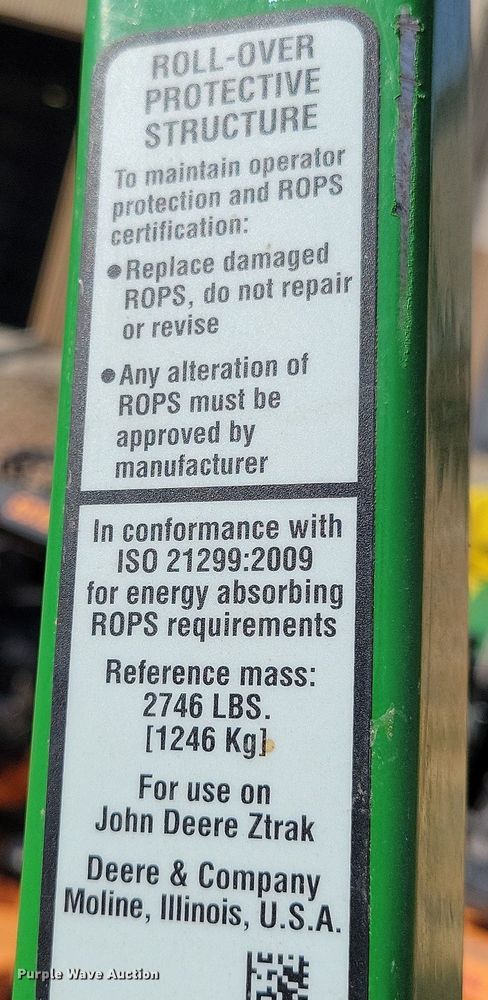 ROLL-OVER
PROTECTIVE
STRUCTURE
To maintain operator
protection and ROPS
certification:
●Replace damaged
ROPS, do not repair
or revise
●Any alteration of
ROPS must be
approved by
manufacturer
In conformance with
ISO 21299:2009
for energy absorbing
ROPS requirements
Reference mass:
2746 LBS.
[1246 Kg]
For use on
John Deere Ztrak
Deere & Company
Moline, Illinois, U.S.A.
Purple Wave Auction